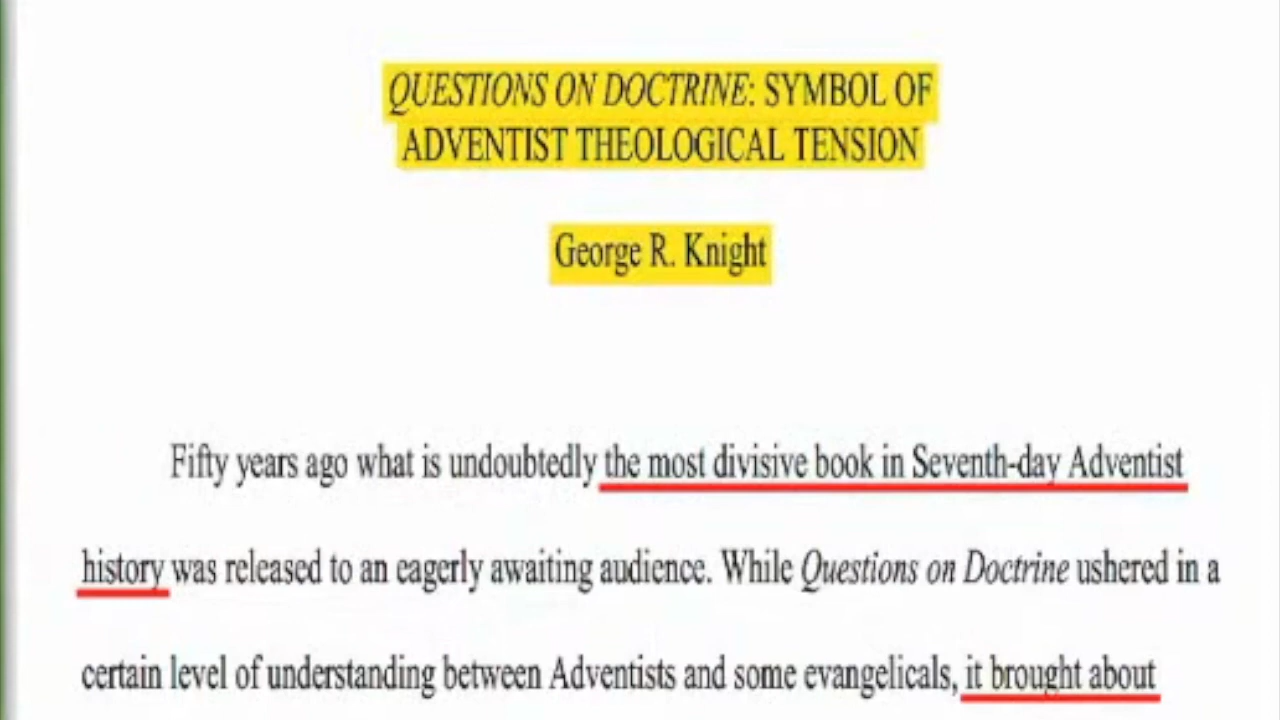 QUESTIONS ON DOCTRINE: SYMBOL OF
ADVENTIST THEOLOGICAL TENSION
George R. Knight
Fifty years ago what is undoubtedly the most divisive book in Seventh-day Adventist
history was released to an eagerly awaiting audience. While Questions on Doctrine ushered in a
certain level of understanding between Adventists and some evangelicals, it brought about